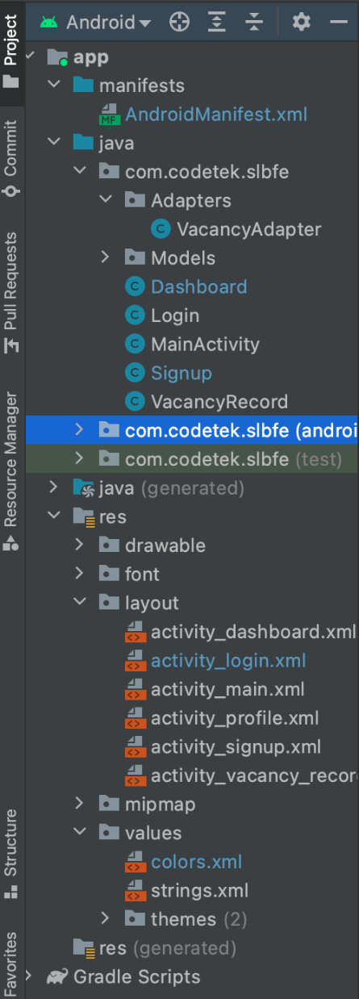 Project
Commit
Pull Requests
Resource Manager
Structure
Favorites
Android
app
manifests
MF AndroidManifest.xml
java
com.codetek.slbfe
Adapters
C VacancyAdapter
Models
C Dashboard
C Login
C MainActivity
C Signup
C VacancyRecord
com.codetek.slbfe (androi
com.codetek.slbfe (test)
java (generated)
res
drawable
font
layout
activity_dashboard.xml
activity_login.xml
activity_main.xml
activity_profile.xml
activity_signup.xml
activity_vacancy_recor
mipmap
values
colors.xml
strings.xml
themes (2)
res (generated)
Gradle Scripts